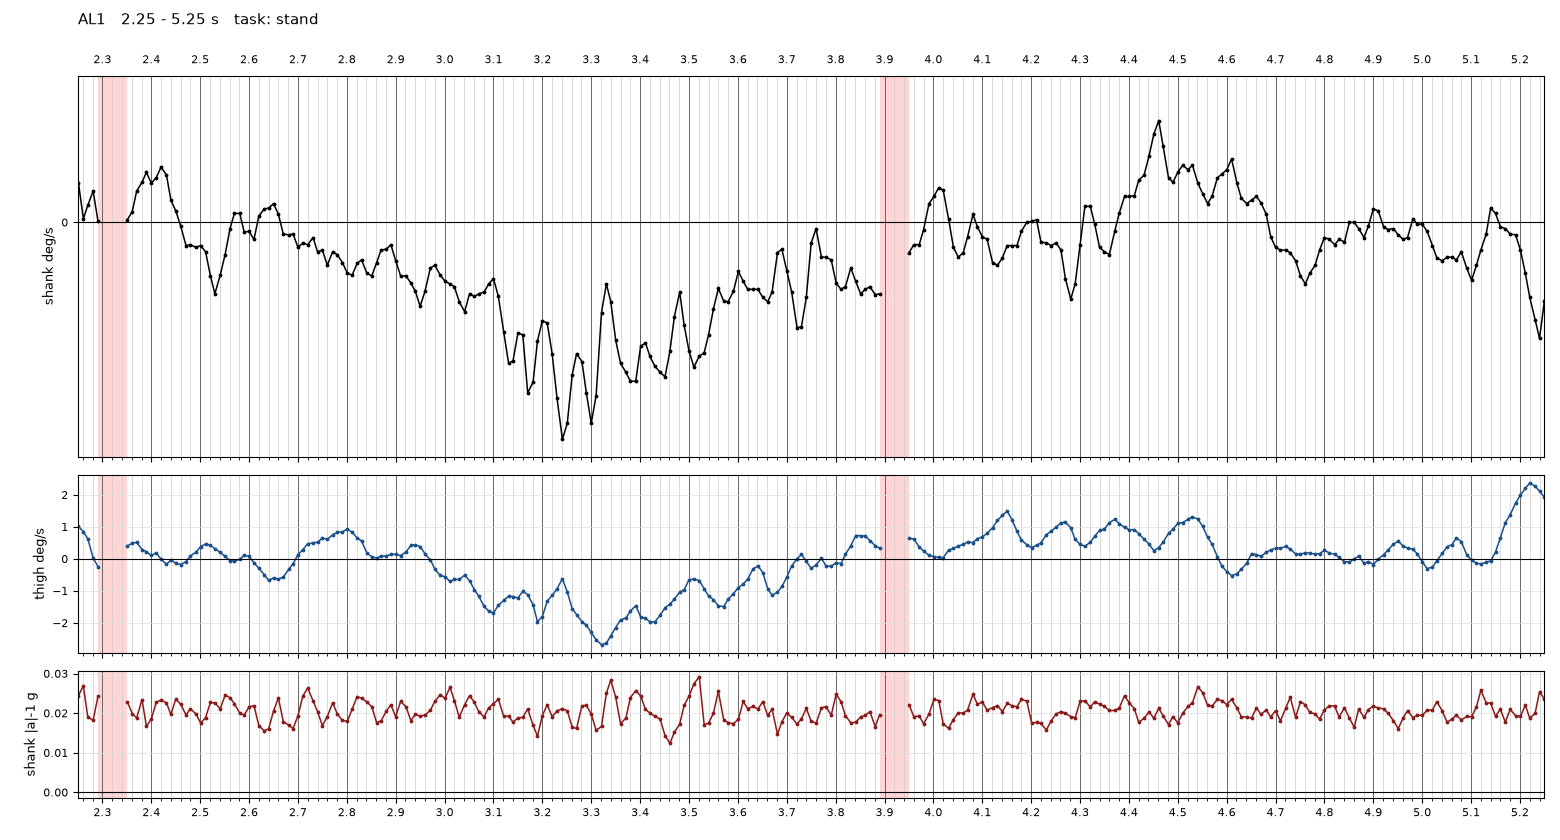 AL1 2.25 - 5.25 s task: stand
2.3 2.4 2.5 2.6 2.7 2.8 2.9 3.0 3.1 3.2 3.3 3.4 3.5 3.6 3.7 3.8 3.9 4.0 4.1 4.2 4.3 4.4 4.5 4.6 4.7 4.8 4.9 5.0 5.1 5.2
0
shank deg/s
2
1
0
−1
−2
thigh deg/s
0.03
0.02
0.01
0.00
shank |a|-1 g
2.3 2.4 2.5 2.6 2.7 2.8 2.9 3.0 3.1 3.2 3.3 3.4 3.5 3.6 3.7 3.8 3.9 4.0 4.1 4.2 4.3 4.4 4.5 4.6 4.7 4.8 4.9 5.0 5.1 5.2